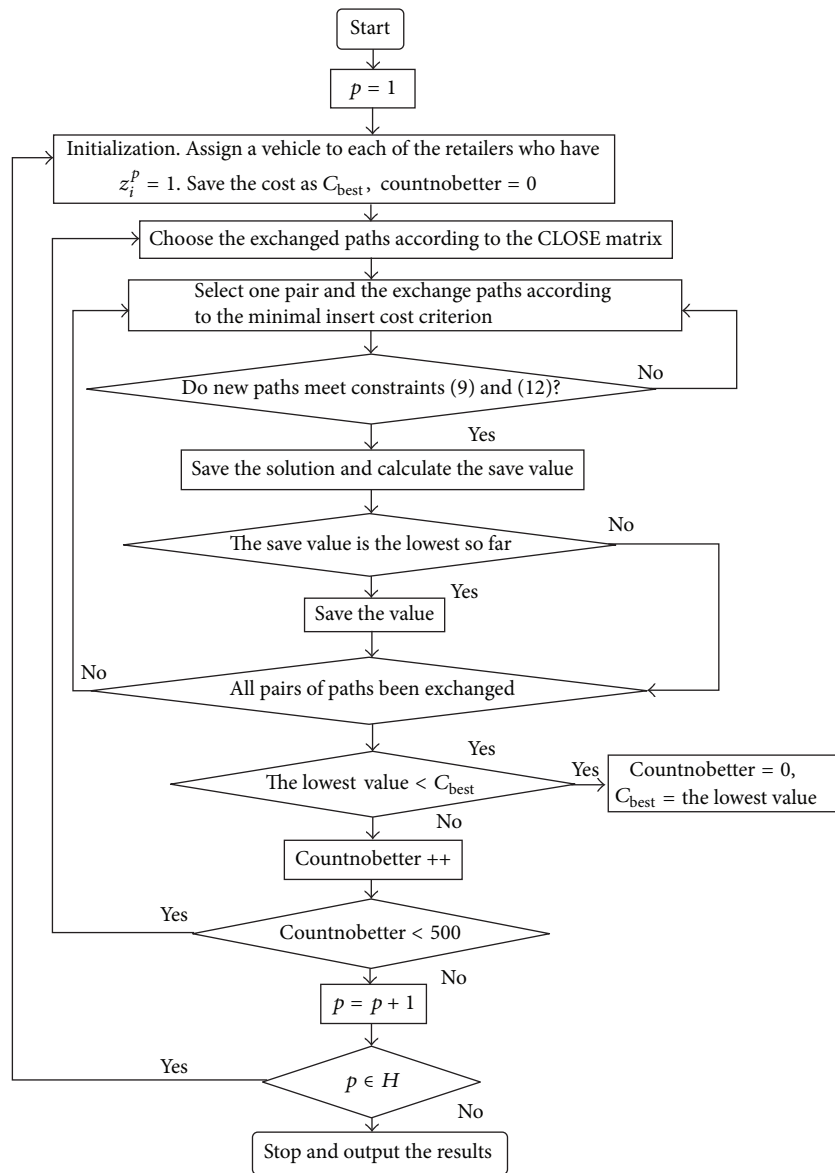 Start
p = 1
Initialization. Assign a vehicle to each of the retailers who have
z_i^p = 1. Save the cost as C_best, countnobetter = 0
Choose the exchanged paths according to the CLOSE matrix
Select one pair and the exchange paths according
to the minimal insert cost criterion
No
Do new paths meet constraints (9) and (12)?
Yes
Save the solution and calculate the save value
No
The save value is the lowest so far
Yes
Save the value
No
All pairs of paths been exchanged
Yes
The lowest value < C_best
Yes
Countnobetter = 0,
C_best = the lowest value
No
Countnobetter ++
Yes
Countnobetter < 500
No
p = p + 1
Yes
p ∈ H
No
Stop and output the results